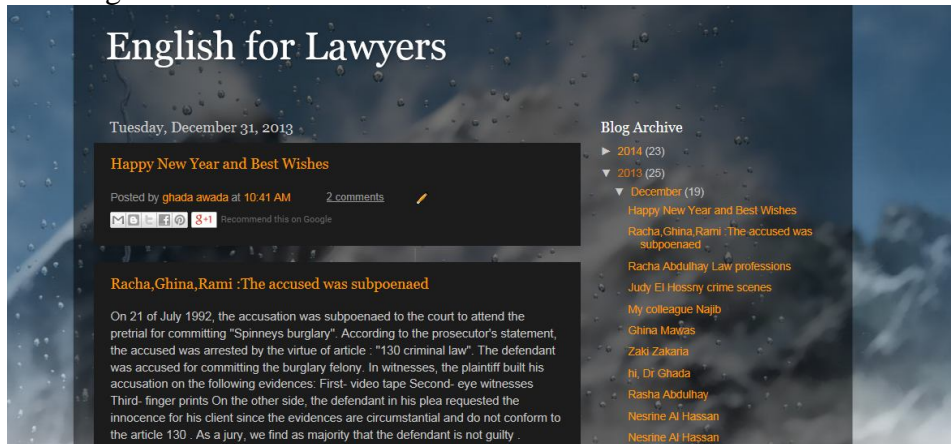 English for Lawyers
Tuesday, December 31, 2013
Happy New Year and Best Wishes
Posted by ghada awada at 10:41 AM 2 comments
g+1 Recommend this on Google
Racha,Ghina,Rami :The accused was subpoenaed
On 21 of July 1992, the accusation was subpoenaed to the court to attend the
pretrial for committing "Spinneys burglary". According to the prosecutor's statement,
the accused was arrested by the virtue of article : "130 criminal law". The defendant
was accused for committing the burglary felony. In witnesses, the plaintiff built his
accusation on the following evidences: First- video tape Second- eye witnesses
Third- finger prints On the other side, the defendant in his plea requested the
innocence for his client since the evidences are circumstantial and do not conform to
the article 130 . As a jury, we find as majority that the defendant is not guilty .
Blog Archive
► 2014 (23)
▼ 2013 (25)
▼ December (19)
Happy New Year and Best Wishes
Racha,Ghina,Rami :The accused was
subpoenaed
Racha Abdulhay Law professions
Judy El Hossny crime scenes
My colleague Najib
Ghina Mawas
Zaki Zakaria
hi, Dr Ghada
Rasha Abdulhay
Nesrine Al Hassan
Nesrine Al Hassan